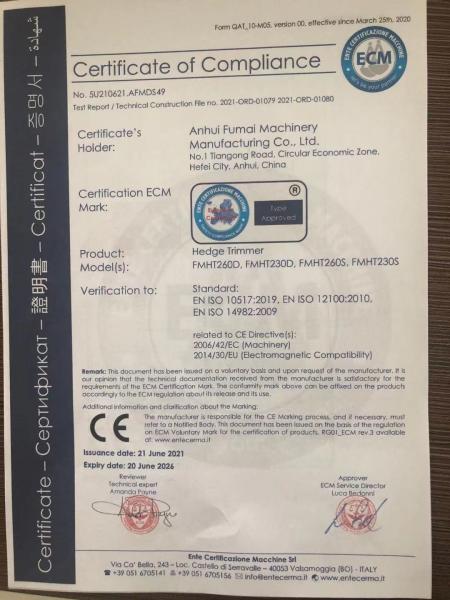 Form QAT_10-M05, version 00, effective since March 25th, 2020
Certificate of Compliance
ENTE CERTIFICAZIONE MACCHINE
ECM
Let's be your partner.
No. 5U210621.AFMDS49
Test Report / Technical Construction File no. 2021-ORD-01079 2021-ORD-01080
Certificate's Holder:
Anhui Fumai Machinery
Manufacturing Co., Ltd.
No.1 Tiangong Road, Circular Economic Zone,
Hefei City, Anhui, China
Certification ECM Mark:
ENTE CERTIFICAZIONE MACCHINE
Type
Approved
®
Product:
Hedge Trimmer
Model(s):
FMHT260D, FMHT230D, FMHT260S, FMHT230S
Verification to:
Standard:
EN ISO 10517:2019, EN ISO 12100:2010,
EN ISO 14982:2009
related to CE Directive(s):
2006/42/EC (Machinery)
2014/30/EU (Electromagnetic Compatibility)
Remark: This document has been issued on a voluntary basis and upon request of the manufacturer. It is
our opinion that the technical documentation received from the manufacturer is satisfactory for the
requirements of the ECM Certification Mark. The conformity mark above can be affixed on the products
accordingly to the ECM regulation about its release and its use.
Additional information and clarification about the Marking:
CE
The manufacturer is responsible for the CE Marking process, and if necessary, must
refer to a Notified Body. This document has been issued on the basis of the regulation
on ECM Voluntary Mark for the certification of products. RG01_ECM rev.3 available
at: www.entecerma.it
Issuance date: 21 June 2021
Expiry date: 20 June 2026
Reviewer
Technical expert
Amanda Payne
Approver
ECM Service Director
Luca Bedonni
Ente Certificazione Macchine Srl
Via Ca' Bella, 243 – Loc. Castello di Serravalle – 40053 Valsamoggia (BO) - ITALY
☎ +39 051 6705141 +39 051 6705156 ✉ info@entecerma.it www.entecerma.it
Certificate – Сертификат – 證明書 – Certificat – 증명서 – شهادة